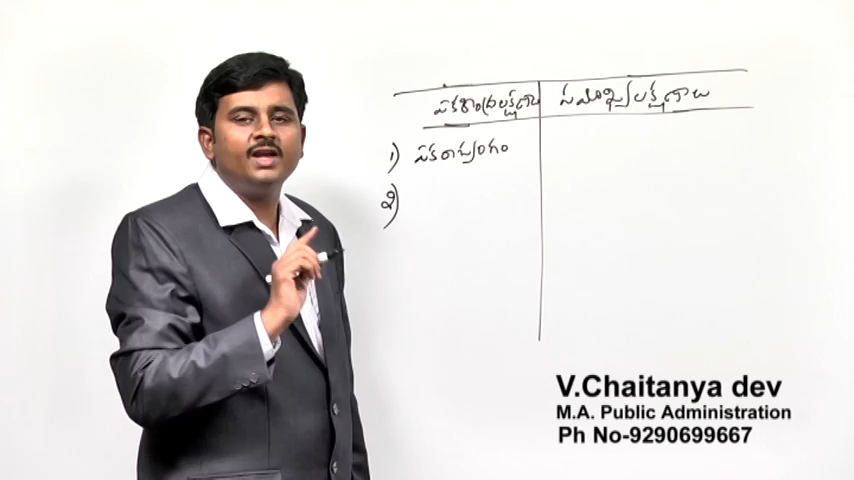 ఏకకేంద్రలక్షణాలు సమాఖ్యలక్షణాలు
1) ఏకరాజ్యాంగం
2)
V.Chaitanya dev
M.A. Public Administration
Ph No-9290699667